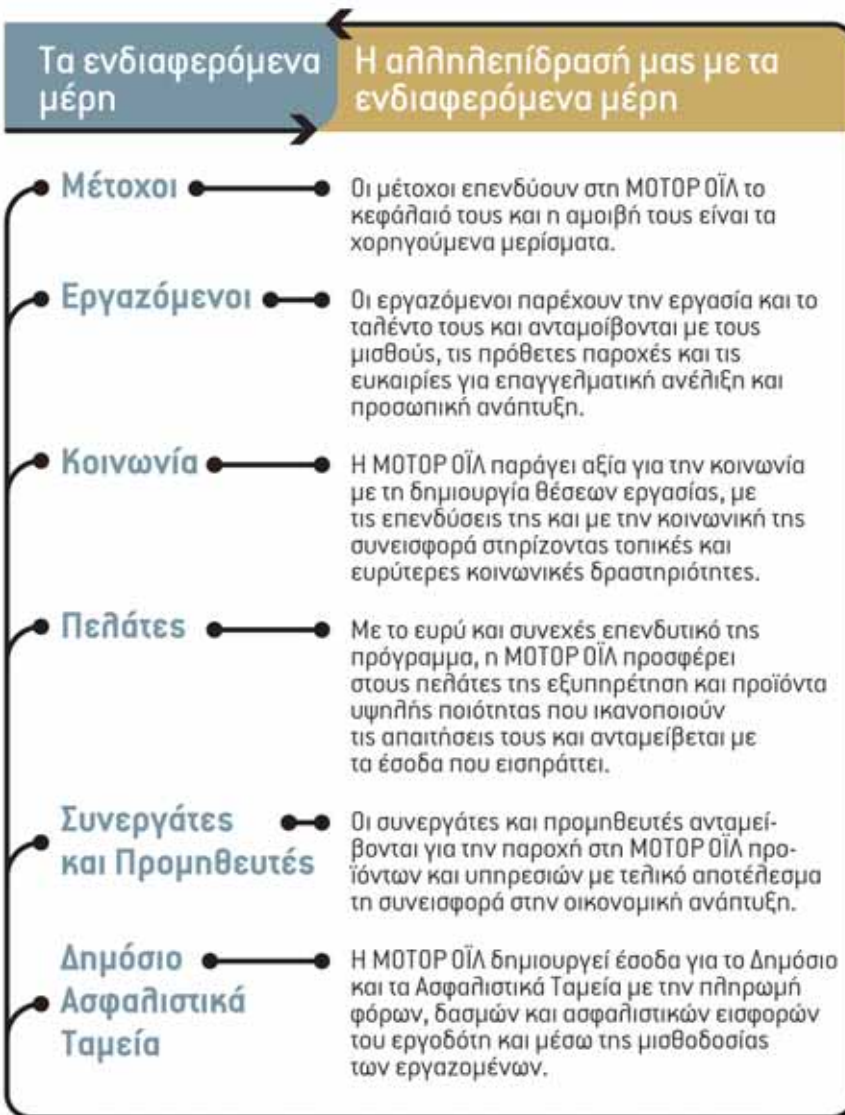 Τα ενδιαφερόμενα
μέρη
Η αλληλεπίδρασή μας με τα
ενδιαφερόμενα μέρη
Μέτοχοι
Οι μέτοχοι επενδύουν στη ΜΟΤΟΡ ΟΪΛ το
κεφάλαιό τους και η αμοιβή τους είναι τα
χορηγούμενα μερίσματα.
Εργαζόμενοι
Οι εργαζόμενοι παρέχουν την εργασία και το
ταλέντο τους και ανταμοίβονται με τους
μισθούς, τις πρόθετες παροχές και τις
ευκαιρίες για επαγγελματική ανέλιξη και
προσωπική ανάπτυξη.
Κοινωνία
Η ΜΟΤΟΡ ΟΪΛ παράγει αξία για την κοινωνία
με τη δημιουργία θέσεων εργασίας, με
τις επενδύσεις της και με την κοινωνική της
συνεισφορά στηρίζοντας τοπικές και
ευρύτερες κοινωνικές δραστηριότητες.
Πελάτες
Με το ευρύ και συνεχές επενδυτικό της
πρόγραμμα, η ΜΟΤΟΡ ΟΪΛ προσφέρει
στους πελάτες της εξυπηρέτηση και προϊόντα
υψηλής ποιότητας που ικανοποιούν
τις απαιτήσεις τους και ανταμείβεται με
τα έσοδα που εισπράττει.
Συνεργάτες
και Προμηθευτές
Οι συνεργάτες και προμηθευτές ανταμεί-
βονται για την παροχή στη ΜΟΤΟΡ ΟΪΛ προ-
ϊόντων και υπηρεσιών με τελικό αποτέλεσμα
τη συνεισφορά στην οικονομική ανάπτυξη.
Δημόσιο
Ασφαλιστικά
Ταμεία
Η ΜΟΤΟΡ ΟΪΛ δημιουργεί έσοδα για το Δημόσιο
και τα Ασφαλιστικά Ταμεία με την πληρωμή
φόρων, δασμών και ασφαλιστικών εισφορών
του εργοδότη και μέσω της μισθοδοσίας
των εργαζομένων.